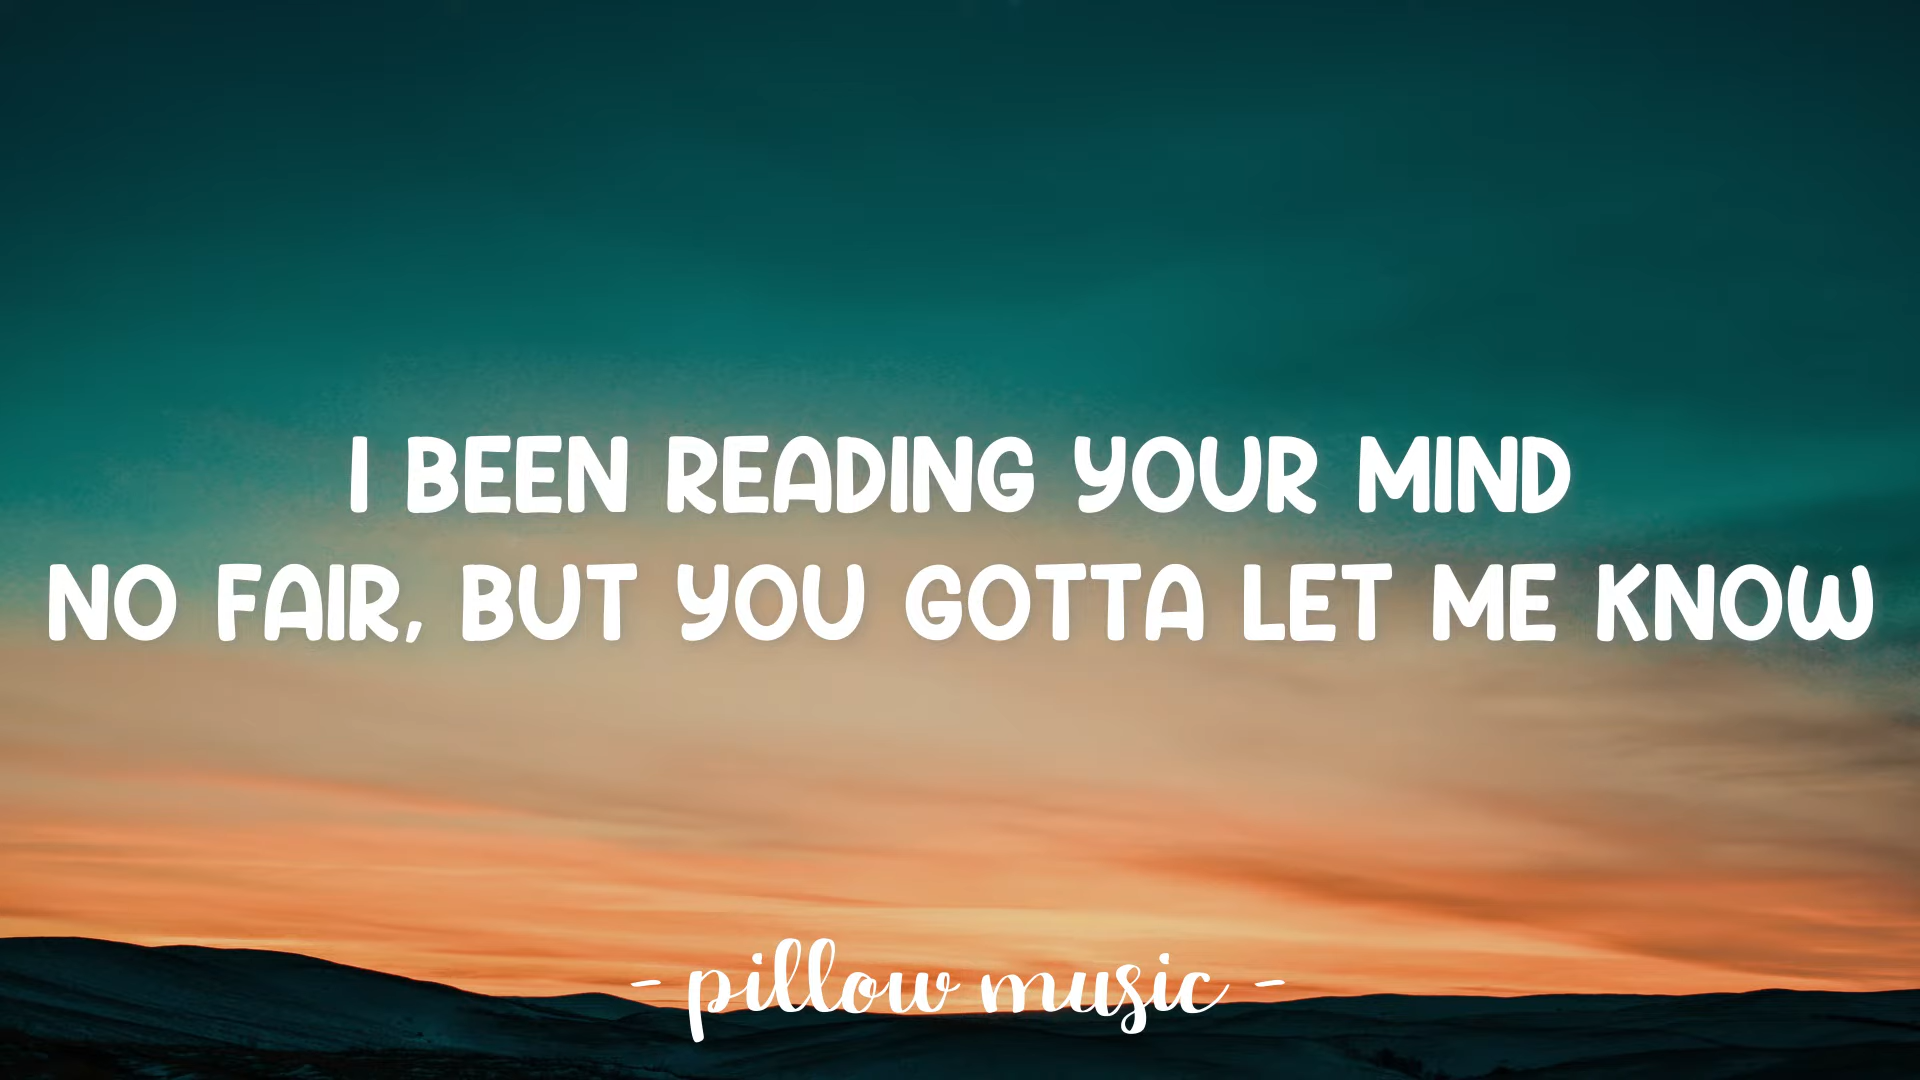 I BEEN READING YOUR MIND
NO FAIR, BUT YOU GOTTA LET ME KNOW
- pillow music -